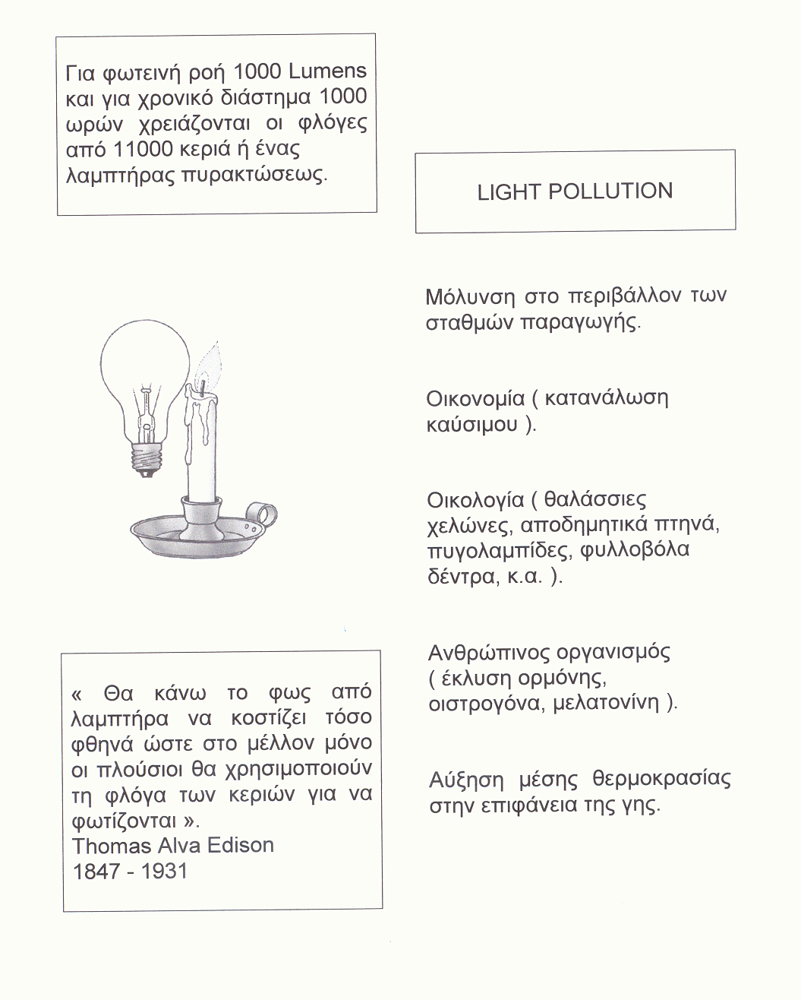 Για φωτεινή ροή 1000 Lumens
και για χρονικό διάστημα 1000
ωρών χρειάζονται οι φλόγες
από 11000 κεριά ή ένας
λαμπτήρας πυρακτώσεως.
« Θα κάνω το φως από
λαμπτήρα να κοστίζει τόσο
φθηνά ώστε στο μέλλον μόνο
οι πλούσιοι θα χρησιμοποιούν
τη φλόγα των κεριών για να
φωτίζονται ».
Thomas Alva Edison
1847 - 1931
LIGHT POLLUTION
Μόλυνση στο περιβάλλον των
σταθμών παραγωγής.
Οικονομία ( κατανάλωση
καύσιμου ).
Οικολογία ( θαλάσσιες
χελώνες, αποδημητικά πτηνά,
πυγολαμπίδες, φυλλοβόλα
δέντρα, κ.α. ).
Ανθρώπινος οργανισμός
( έκλυση ορμόνης,
οιστρογόνα, μελατονίνη ).
Αύξηση μέσης θερμοκρασίας
στην επιφάνεια της γης.